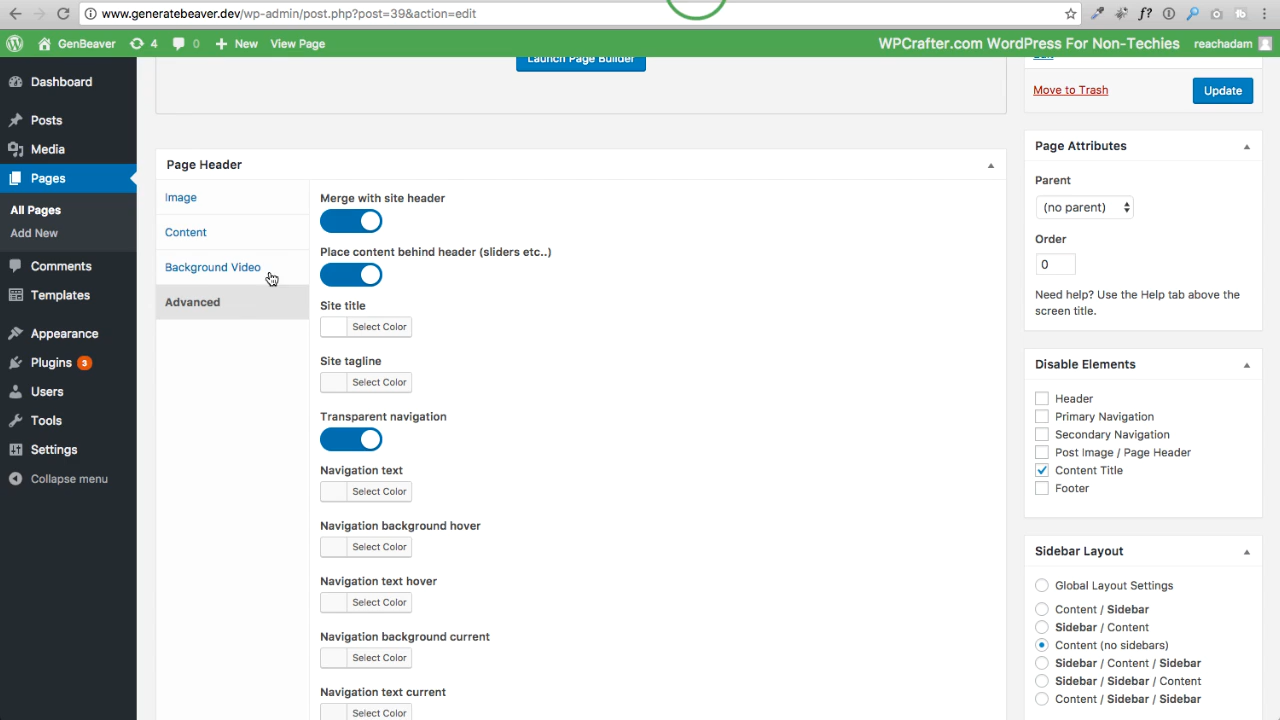 www.generatebeaver.dev/wp-admin/post.php?post=39&action=edit
GenBeaver
4
0
New
View Page
WPCrafter.com WordPress For Non-Techies
reachadam
Dashboard
Posts
Media
Pages
All Pages
Add New
Comments
Templates
Appearance
Plugins 3
Users
Tools
Settings
Collapse menu
Launch Page Builder
Page Header
Image
Content
Background Video
Advanced
Merge with site header
Place content behind header (sliders etc..)
Site title
Select Color
Site tagline
Select Color
Transparent navigation
Navigation text
Select Color
Navigation background hover
Select Color
Navigation text hover
Select Color
Navigation background current
Select Color
Navigation text current
Select Color
Edit
Move to Trash
Update
Page Attributes
Parent
(no parent)
Order
0
Need help? Use the Help tab above the
screen title.
Disable Elements
Header
Primary Navigation
Secondary Navigation
Post Image / Page Header
Content Title
Footer
Sidebar Layout
Global Layout Settings
Content / Sidebar
Sidebar / Content
Content (no sidebars)
Sidebar / Content / Sidebar
Sidebar / Sidebar / Content
Content / Sidebar / Sidebar